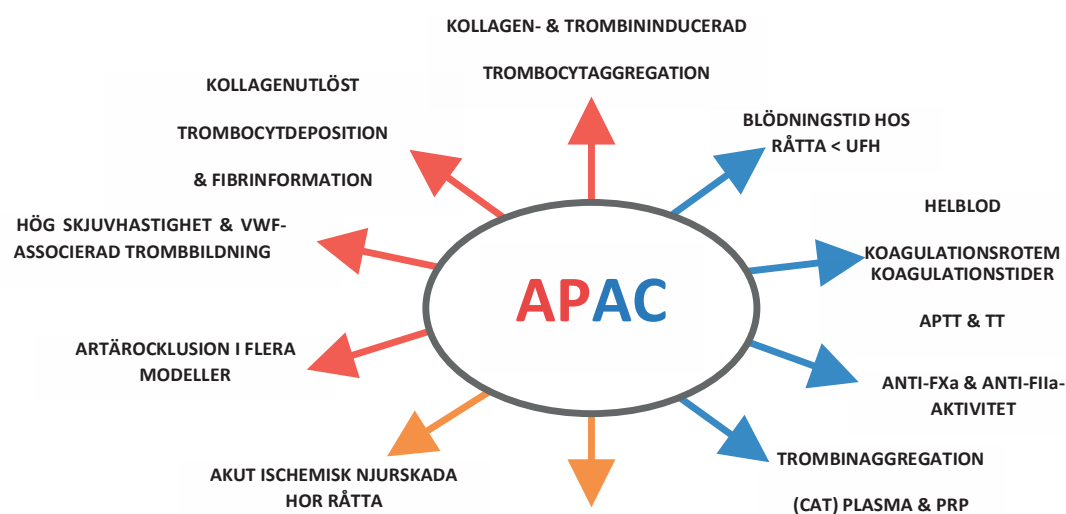 KOLLAGEN- & TROMBININDUCERAD
TROMBOCYTAGGREGATION
KOLLAGENUTLÖST
TROMBOCYTDEPOSITION
& FIBRINFORMATION
BLÖDNINGSTID HOS
RÅTTA < UFH
HÖG SKJUVHASTIGHET & VWF-
ASSOCIERAD TROMBBILDNING
HELBLOD
KOAGULATIONSROTEM
KOAGULATIONSTIDER
APTT & TT
APAC
ARTÄROCKLUSION I FLERA
MODELLER
ANTI-FXa & ANTI-FIIa-
AKTIVITET
AKUT ISCHEMISK NJURSKADA
HOR RÅTTA
TROMBINAGGREGATION
(CAT) PLASMA & PRP